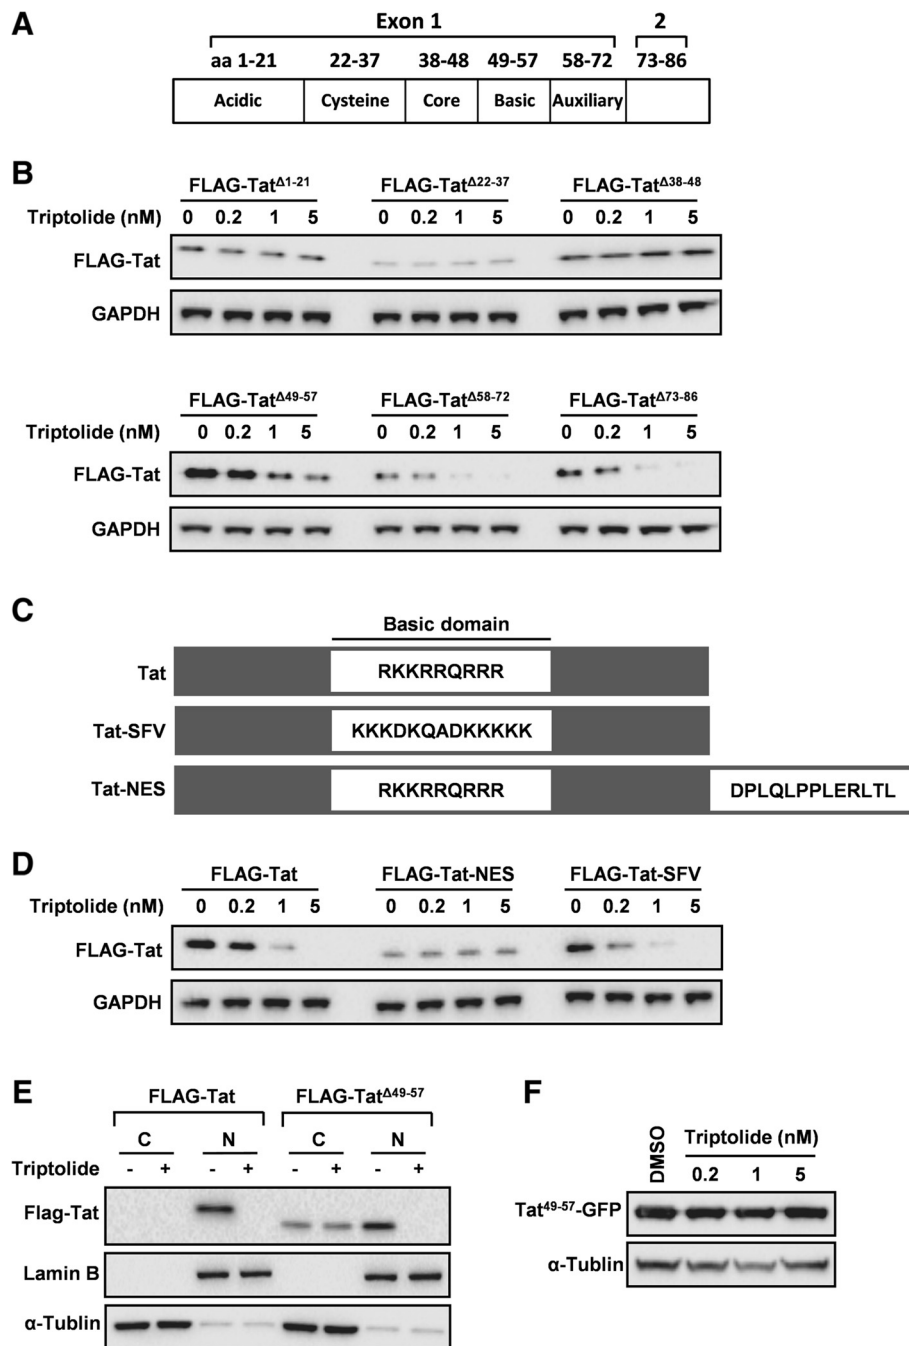 A
Exon 1 2
aa 1-21 22-37 38-48 49-57 58-72 73-86
Acidic Cysteine Core Basic Auxiliary
B
FLAG-TatΔ1-21 FLAG-TatΔ22-37 FLAG-TatΔ38-48
Triptolide (nM) 0 0.2 1 5 0 0.2 1 5 0 0.2 1 5
FLAG-Tat
GAPDH
FLAG-TatΔ49-57 FLAG-TatΔ58-72 FLAG-TatΔ73-86
Triptolide (nM) 0 0.2 1 5 0 0.2 1 5 0 0.2 1 5
FLAG-Tat
GAPDH
C
Basic domain
Tat RKKRRQRRR
Tat-SFV KKKDKQADKKKKK
Tat-NES RKKRRQRRR DPLQLPPLERLTL
D
FLAG-Tat FLAG-Tat-NES FLAG-Tat-SFV
Triptolide (nM) 0 0.2 1 5 0 0.2 1 5 0 0.2 1 5
FLAG-Tat
GAPDH
E
FLAG-Tat FLAG-TatΔ49-57
C N C N
Triptolide - + - + - + - +
Flag-Tat
Lamin B
α-Tublin
F
DMSO
Triptolide (nM)
0.2 1 5
Tat49-57-GFP
α-Tublin